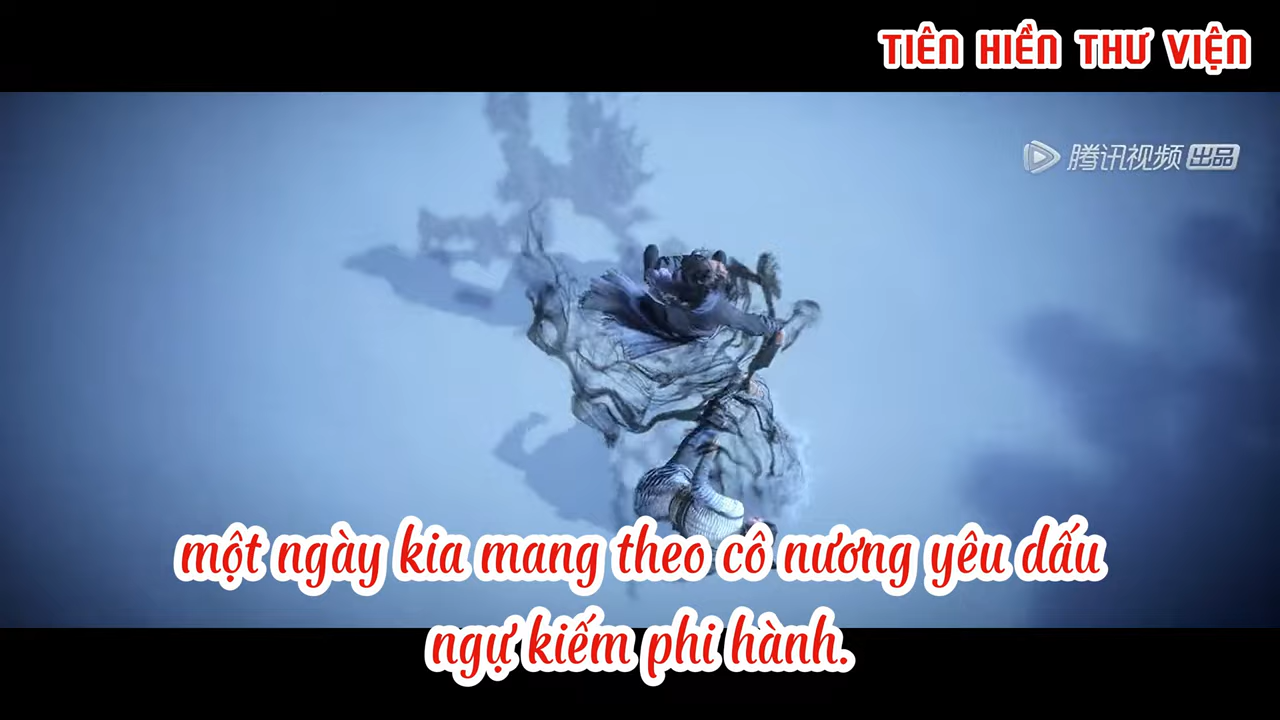 TIÊN HIỀN THƯ VIỆN
腾讯视频 出品
một ngày kia mang theo cô nương yêu dấu
ngự kiếm phi hành.